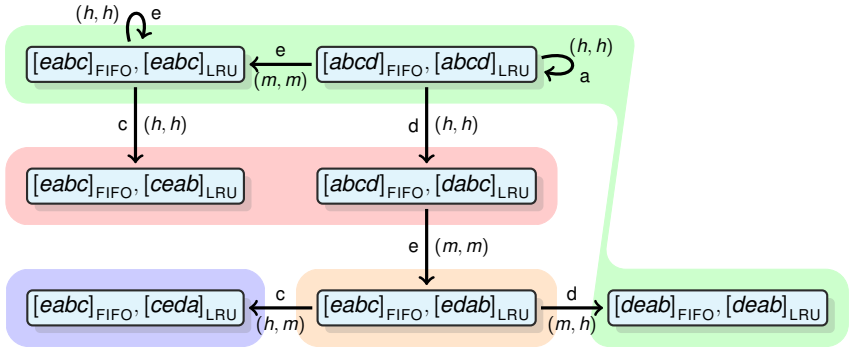 (h, h) e
[eabc]FIFO, [eabc]LRU
e
(m, m)
[abcd]FIFO, [abcd]LRU
(h, h)
a
c (h, h)
d (h, h)
[eabc]FIFO, [ceab]LRU
[abcd]FIFO, [dabc]LRU
e (m, m)
[eabc]FIFO, [ceda]LRU
c
(h, m)
[eabc]FIFO, [edab]LRU
d
(m, h)
[deab]FIFO, [deab]LRU